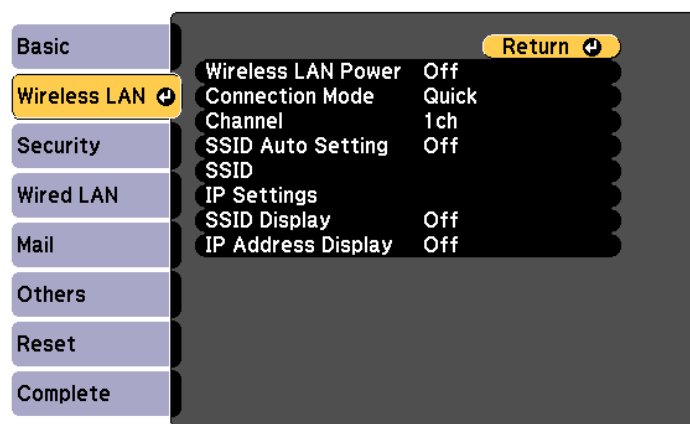 Basic
Wireless LAN
Security
Wired LAN
Mail
Others
Reset
Complete
Return
Wireless LAN Power Off
Connection Mode Quick
Channel 1ch
SSID Auto Setting Off
SSID
IP Settings
SSID Display Off
IP Address Display Off